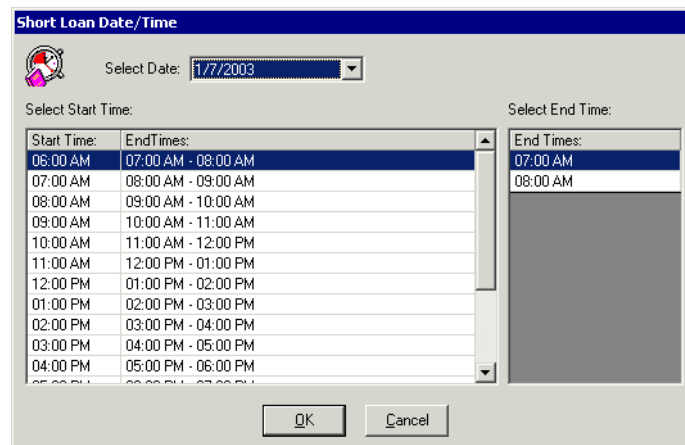 Short Loan Date/Time
Select Date: 1/7/2003
Select Start Time: Select End Time:
Start Time: EndTimes: End Times:
06:00 AM 07:00 AM - 08:00 AM 07:00 AM
07:00 AM 08:00 AM - 09:00 AM 08:00 AM
08:00 AM 09:00 AM - 10:00 AM
09:00 AM 10:00 AM - 11:00 AM
10:00 AM 11:00 AM - 12:00 PM
11:00 AM 12:00 PM - 01:00 PM
12:00 PM 01:00 PM - 02:00 PM
01:00 PM 02:00 PM - 03:00 PM
02:00 PM 03:00 PM - 04:00 PM
03:00 PM 04:00 PM - 05:00 PM
04:00 PM 05:00 PM - 06:00 PM
OK Cancel